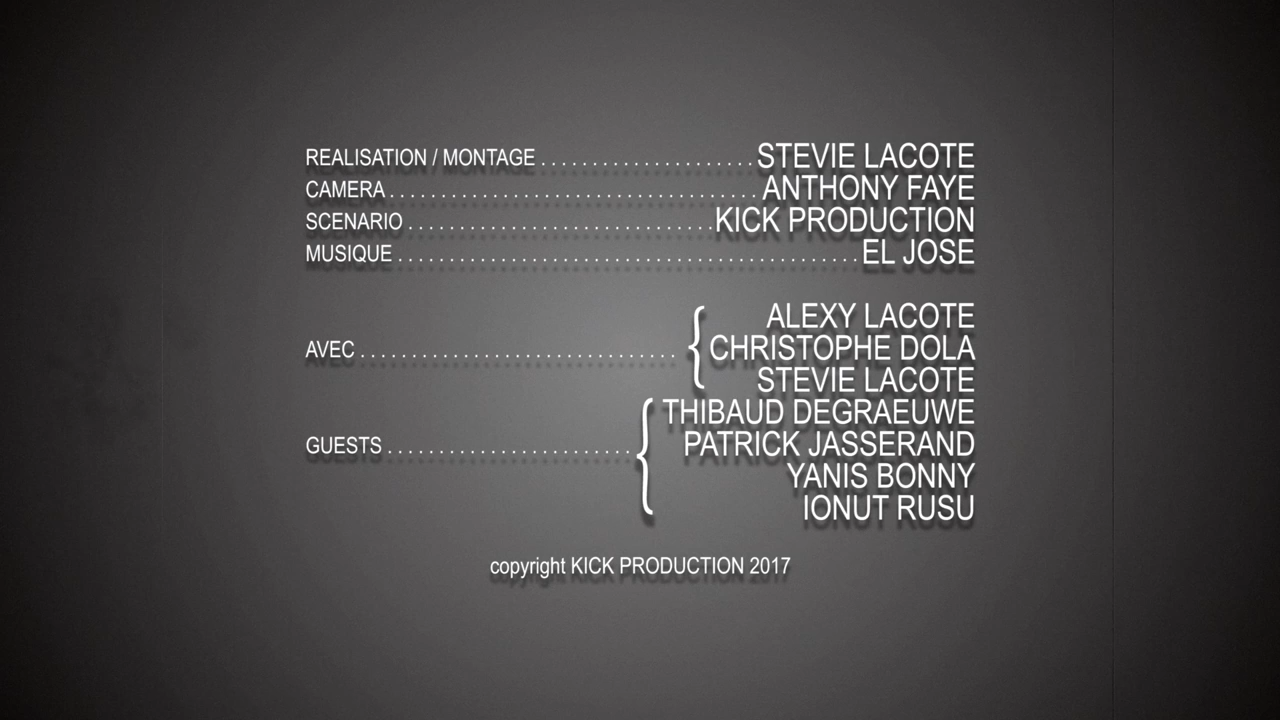 REALISATION / MONTAGE . . . . . . . . . . . . . . . . . . . . . STEVIE LACOTE
CAMERA . . . . . . . . . . . . . . . . . . . . . . . . . . . . . . . . . . . . ANTHONY FAYE
SCENARIO . . . . . . . . . . . . . . . . . . . . . . . . . . . . . . KICK PRODUCTION
MUSIQUE . . . . . . . . . . . . . . . . . . . . . . . . . . . . . . . . . . . . . . . . . . . . . EL JOSE
ALEXY LACOTE
AVEC . . . . . . . . . . . . . . . . . . . . . . . . . . . . . . . { CHRISTOPHE DOLA
STEVIE LACOTE
THIBAUD DEGRAEUWE
GUESTS . . . . . . . . . . . . . . . . . . . . . . . . { PATRICK JASSERAND
YANIS BONNY
IONUT RUSU
copyright KICK PRODUCTION 2017